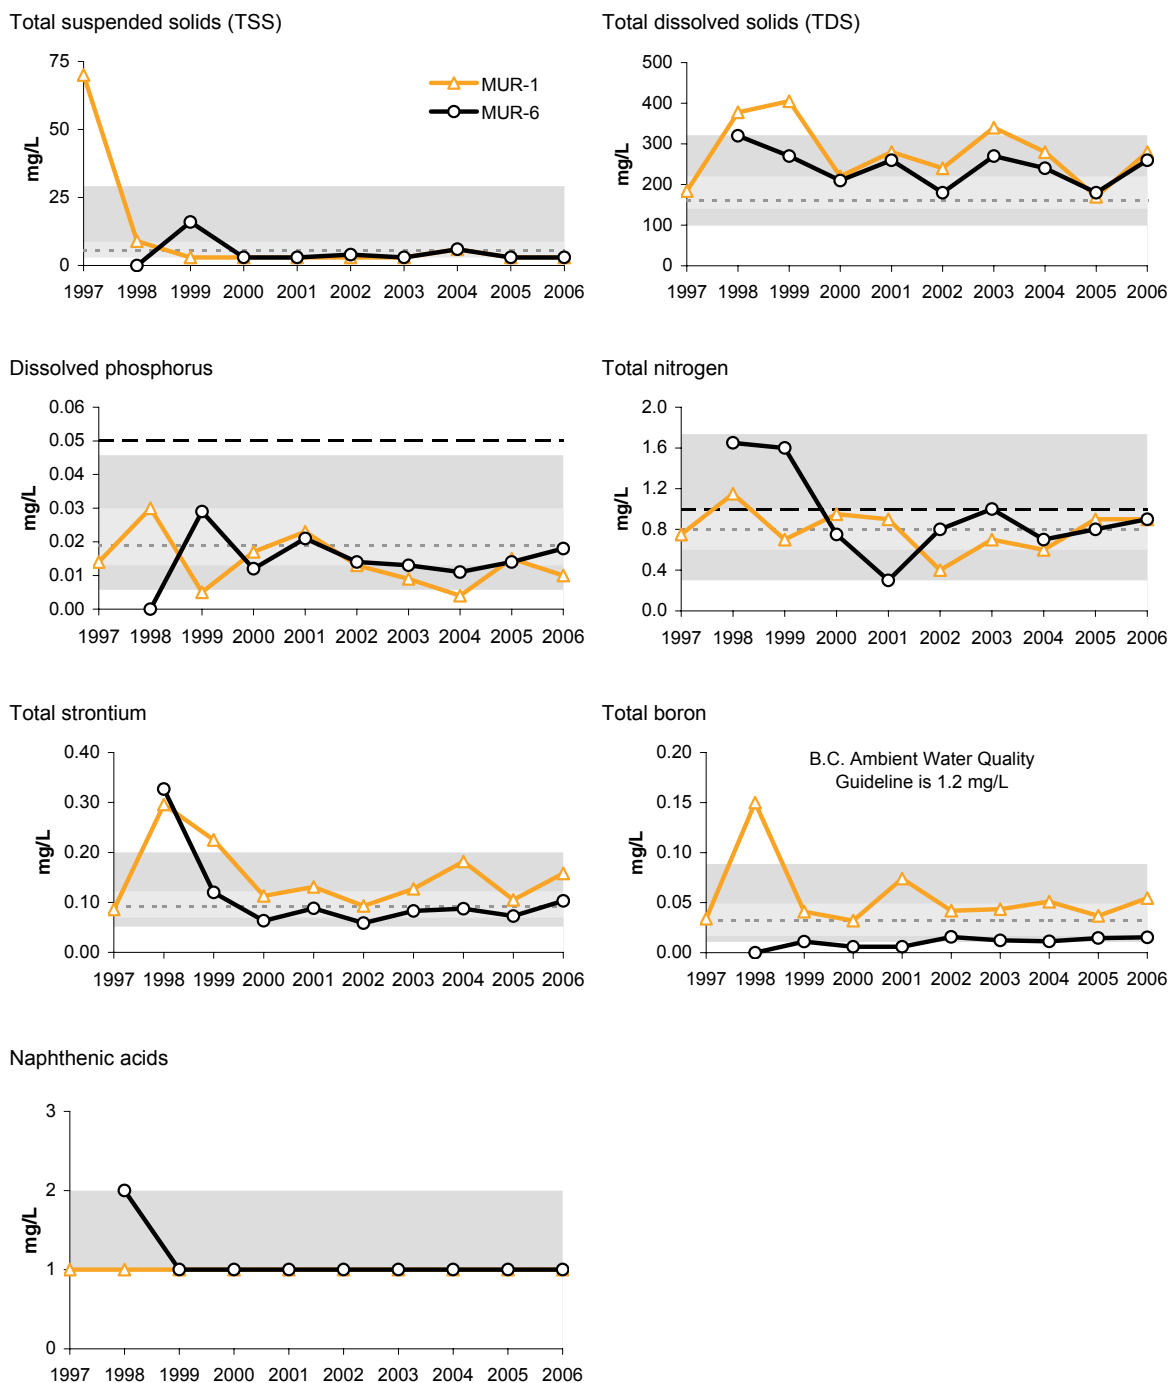 Total suspended solids (TSS)
75
50
25
0
mg/L
MUR-1
MUR-6
1997 1998 1999 2000 2001 2002 2003 2004 2005 2006
Total dissolved solids (TDS)
500
400
300
200
100
0
mg/L
1997 1998 1999 2000 2001 2002 2003 2004 2005 2006
Dissolved phosphorus
0.06
0.05
0.04
0.03
0.02
0.01
0.00
mg/L
1997 1998 1999 2000 2001 2002 2003 2004 2005 2006
Total nitrogen
2.0
1.6
1.2
0.8
0.4
0.0
mg/L
1997 1998 1999 2000 2001 2002 2003 2004 2005 2006
Total strontium
0.40
0.30
0.20
0.10
0.00
mg/L
1997 1998 1999 2000 2001 2002 2003 2004 2005 2006
Total boron
0.20
0.15
0.10
0.05
0.00
mg/L
B.C. Ambient Water Quality
Guideline is 1.2 mg/L
1997 1998 1999 2000 2001 2002 2003 2004 2005 2006
Naphthenic acids
3
2
1
0
mg/L
1997 1998 1999 2000 2001 2002 2003 2004 2005 2006